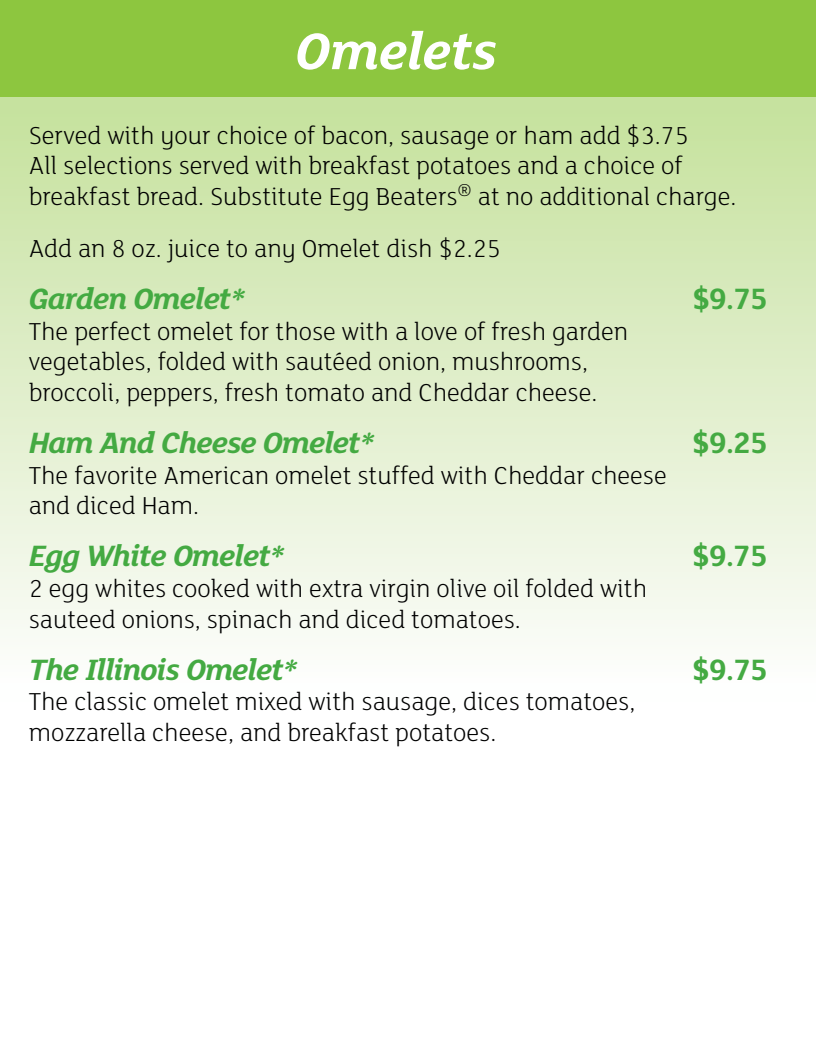 Omelets
Served with your choice of bacon, sausage or ham add $3.75
All selections served with breakfast potatoes and a choice of
breakfast bread. Substitute Egg Beaters® at no additional charge.
Add an 8 oz. juice to any Omelet dish $2.25
Garden Omelet* $9.75
The perfect omelet for those with a love of fresh garden
vegetables, folded with sautéed onion, mushrooms,
broccoli, peppers, fresh tomato and Cheddar cheese.
Ham And Cheese Omelet* $9.25
The favorite American omelet stuffed with Cheddar cheese
and diced Ham.
Egg White Omelet* $9.75
2 egg whites cooked with extra virgin olive oil folded with
sauteed onions, spinach and diced tomatoes.
The Illinois Omelet* $9.75
The classic omelet mixed with sausage, dices tomatoes,
mozzarella cheese, and breakfast potatoes.